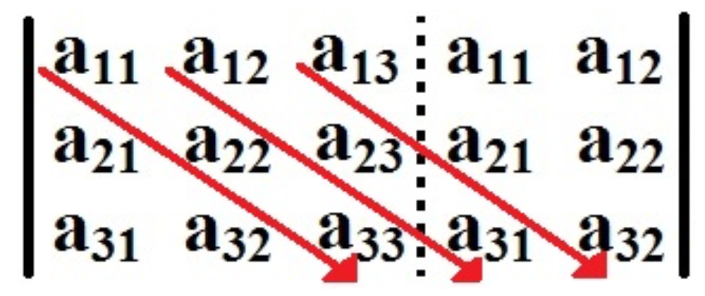 a₁₁ a₁₂ a₁₃ a₁₁ a₁₂
a₂₁ a₂₂ a₂₃ a₂₁ a₂₂
a₃₁ a₃₂ a₃₃ a₃₁ a₃₂